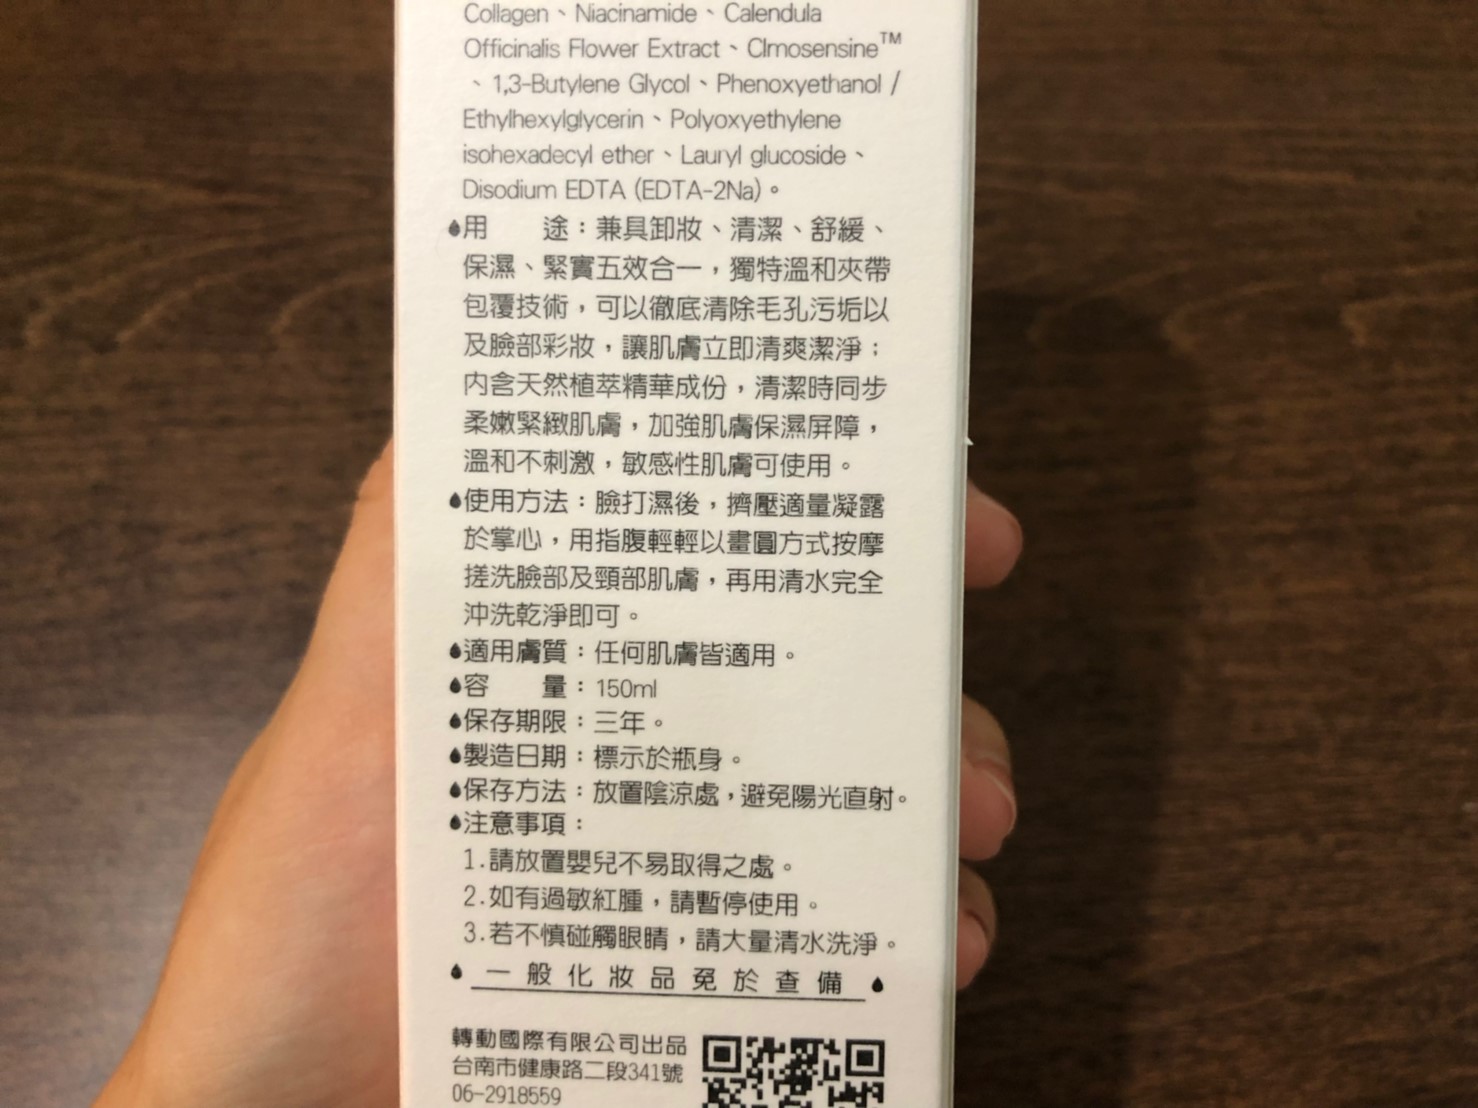 Collagen、Niacinamide、Calendula
Officinalis Flower Extract、Clmosensine™
、1,3-Butylene Glycol、Phenoxyethanol /
Ethylhexylglycerin、Polyoxyethylene
isohexadecyl ether、Lauryl glucoside、
Disodium EDTA (EDTA-2Na)。
用　　途：兼具卸妝、清潔、舒緩、
保濕、緊實五效合一，獨特溫和夾帶
包覆技術，可以徹底清除毛孔污垢以
及臉部彩妝，讓肌膚立即清爽潔淨；
內含天然植萃精華成份，清潔時同步
柔嫩緊緻肌膚，加強肌膚保濕屏障，
溫和不刺激，敏感性肌膚可使用。
使用方法：臉打濕後，擠壓適量凝露
於掌心，用指腹輕輕以畫圓方式按摩
搓洗臉部及頸部肌膚，再用清水完全
沖洗乾淨即可。
適用膚質：任何肌膚皆適用。
容　　量：150ml
保存期限：三年。
製造日期：標示於瓶身。
保存方法：放置陰涼處，避免陽光直射。
注意事項：
1.請放置嬰兒不易取得之處。
2.如有過敏紅腫，請暫停使用。
3.若不慎碰觸眼睛，請大量清水洗淨。
一般化妝品免於查備
轉動國際有限公司出品
台南市健康路二段341號
06-2918559